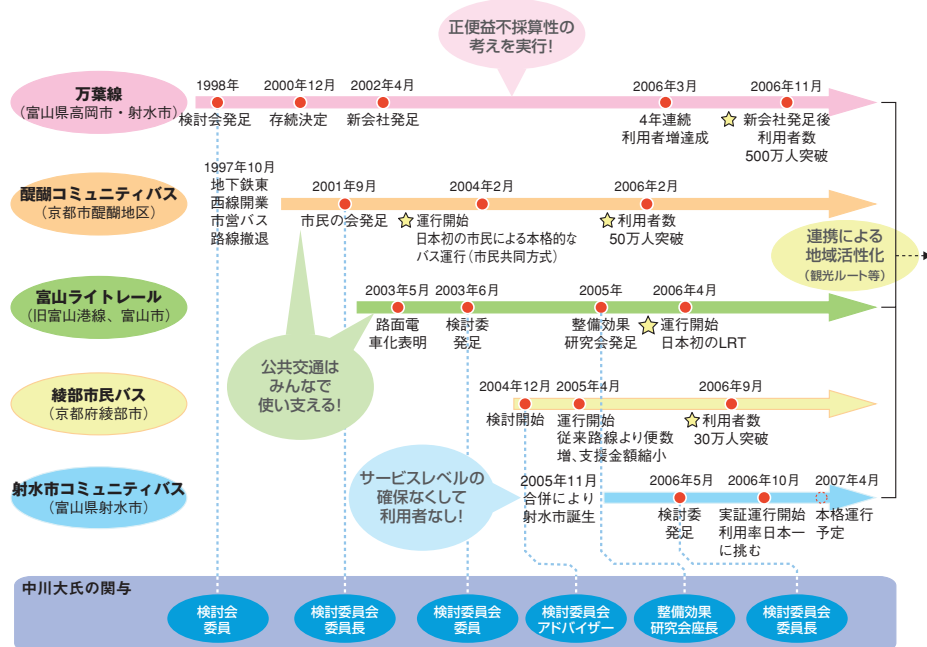 正便益不採算性の
考えを実行!
万葉線
（富山県高岡市・射水市）
1998年
検討会発足
2000年12月
存続決定
2002年4月
新会社発足
2006年3月
4年連続
利用者増達成
2006年11月
新会社発足後
利用者数
500万人突破
醍醐コミュニティバス
（京都市醍醐地区）
1997年10月
地下鉄東
西線開業
市営バス
路線撤退
2001年9月
市民の会発足
2004年2月
運行開始
日本初の市民による本格的な
バス運行（市民共同方式）
2006年2月
利用者数
50万人突破
連携による
地域活性化
（観光ルート等）
富山ライトレール
（旧富山港線、富山市）
2003年5月
路面電
車化表明
2003年6月
検討委
発足
2005年
整備効果
研究会発足
2006年4月
運行開始
日本初のLRT
公共交通は
みんなで
使い支える!
綾部市民バス
（京都府綾部市）
2004年12月
検討開始
2005年4月
運行開始
従来路線より便数
増、支援金額縮小
2006年9月
利用者数
30万人突破
サービスレベルの
確保なくして
利用者なし!
射水市コミュニティバス
（富山県射水市）
2005年11月
合併により
射水市誕生
2006年5月
検討委
発足
2006年10月
実証運行開始
利用率日本一
に挑む
2007年4月
本格運行
予定
中川大氏の関与
検討会
委員
検討委員会
委員長
検討委員会
委員
検討委員会
アドバイザー
整備効果
研究会座長
検討委員会
委員長